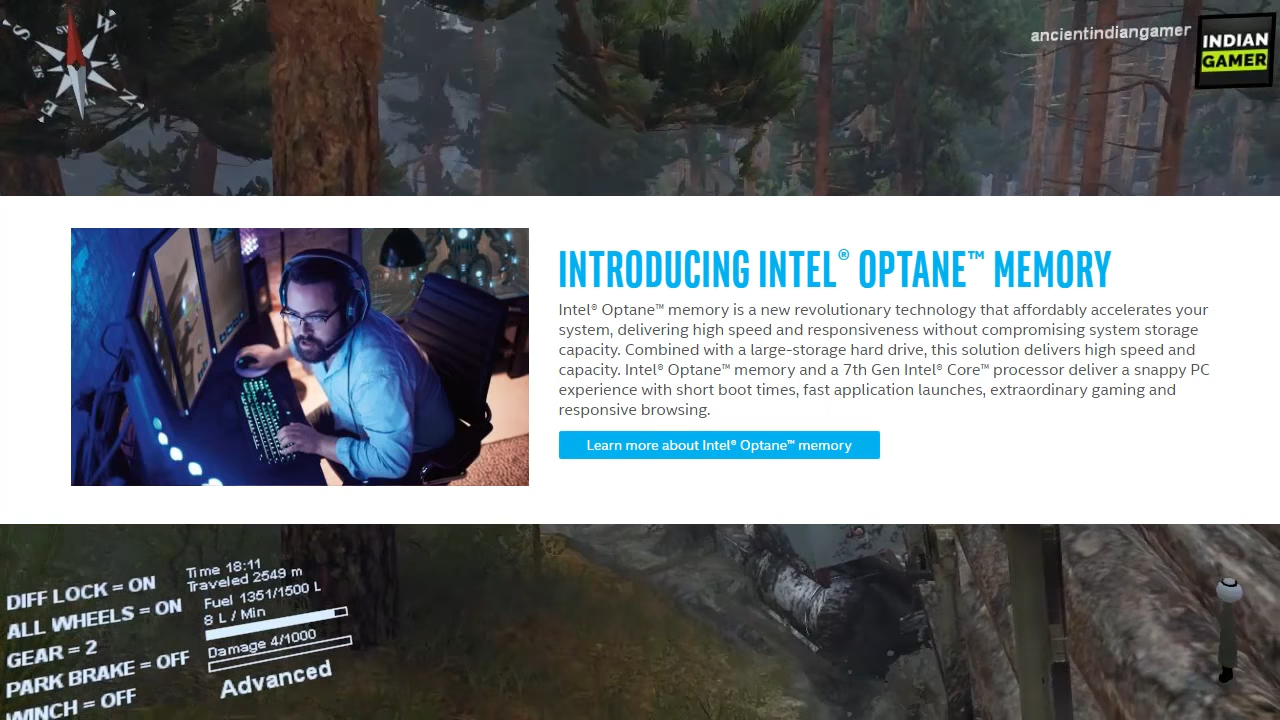 S SW W NW N NE E SE
ancientindiangamer
INDIAN
GAMER
INTRODUCING INTEL® OPTANE™ MEMORY
Intel® Optane™ memory is a new revolutionary technology that affordably accelerates your
system, delivering high speed and responsiveness without compromising system storage
capacity. Combined with a large-storage hard drive, this solution delivers high speed and
capacity. Intel® Optane™ memory and a 7th Gen Intel® Core™ processor deliver a snappy PC
experience with short boot times, fast application launches, extraordinary gaming and
responsive browsing.
Learn more about Intel® Optane™ memory
DIFF LOCK = ON
ALL WHEELS = ON
GEAR = 2
PARK BRAKE = OFF
WINCH = OFF
Time 18:11
Traveled 2549 m
Fuel 1351/1500 L
8 L / Min
Damage 4/1000
Advanced